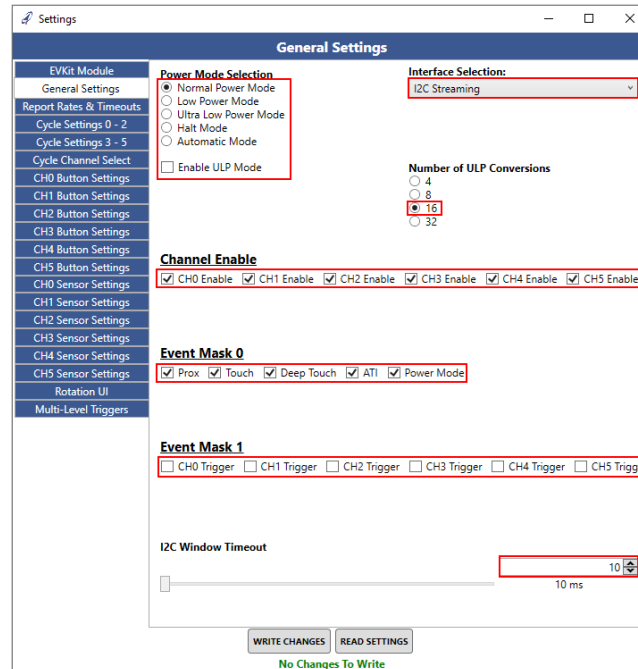 Settings
General Settings
EVKit Module
General Settings
Report Rates & Timeouts
Cycle Settings 0 - 2
Cycle Settings 3 - 5
Cycle Channel Select
CH0 Button Settings
CH1 Button Settings
CH2 Button Settings
CH3 Button Settings
CH4 Button Settings
CH5 Button Settings
CH0 Sensor Settings
CH1 Sensor Settings
CH2 Sensor Settings
CH3 Sensor Settings
CH4 Sensor Settings
CH5 Sensor Settings
Rotation UI
Multi-Level Triggers
Power Mode Selection
Normal Power Mode
Low Power Mode
Ultra Low Power Mode
Halt Mode
Automatic Mode
Enable ULP Mode
Interface Selection:
I2C Streaming
Number of ULP Conversions
4
8
16
32
Channel Enable
CH0 Enable CH1 Enable CH2 Enable CH3 Enable CH4 Enable CH5 Enable
Event Mask 0
Prox Touch Deep Touch ATI Power Mode
Event Mask 1
CH0 Trigger CH1 Trigger CH2 Trigger CH3 Trigger CH4 Trigger CH5 Trigg
I2C Window Timeout
10
10 ms
WRITE CHANGES READ SETTINGS
No Changes To Write